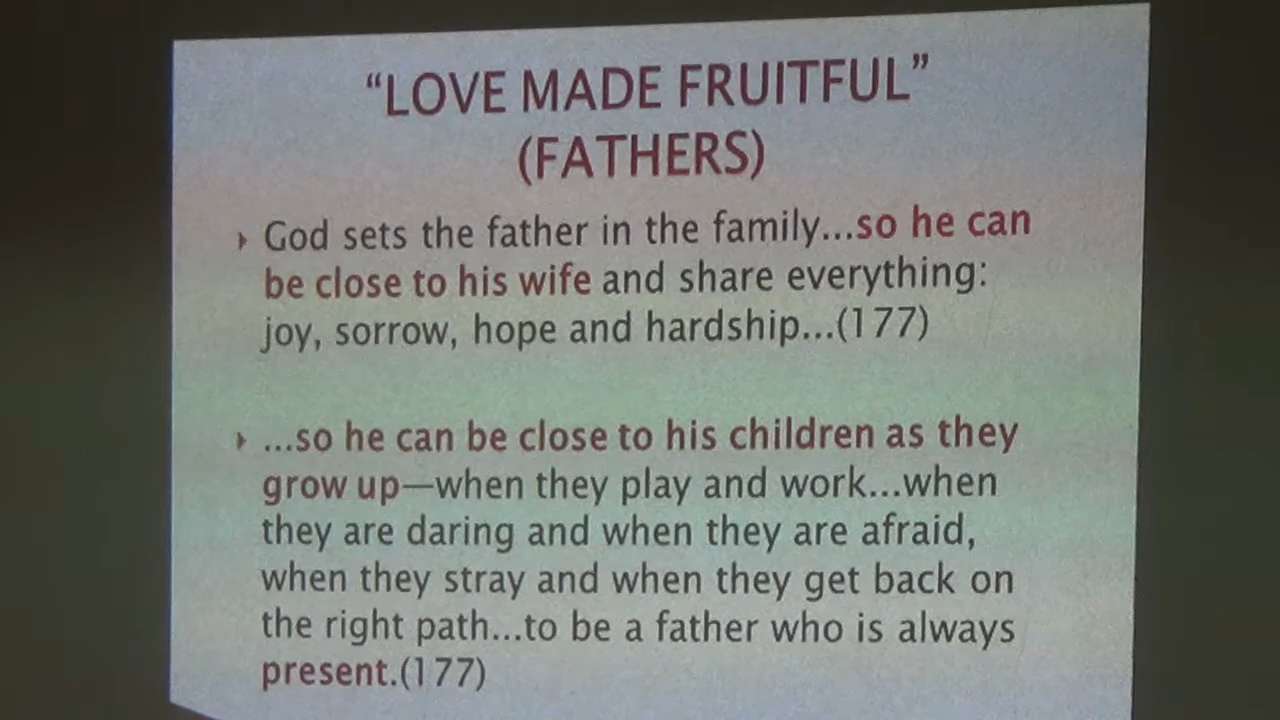 “LOVE MADE FRUITFUL”
(FATHERS)
God sets the father in the family...so he can
be close to his wife and share everything:
joy, sorrow, hope and hardship...(177)
...so he can be close to his children as they
grow up—when they play and work...when
they are daring and when they are afraid,
when they stray and when they get back on
the right path...to be a father who is always
present.(177)